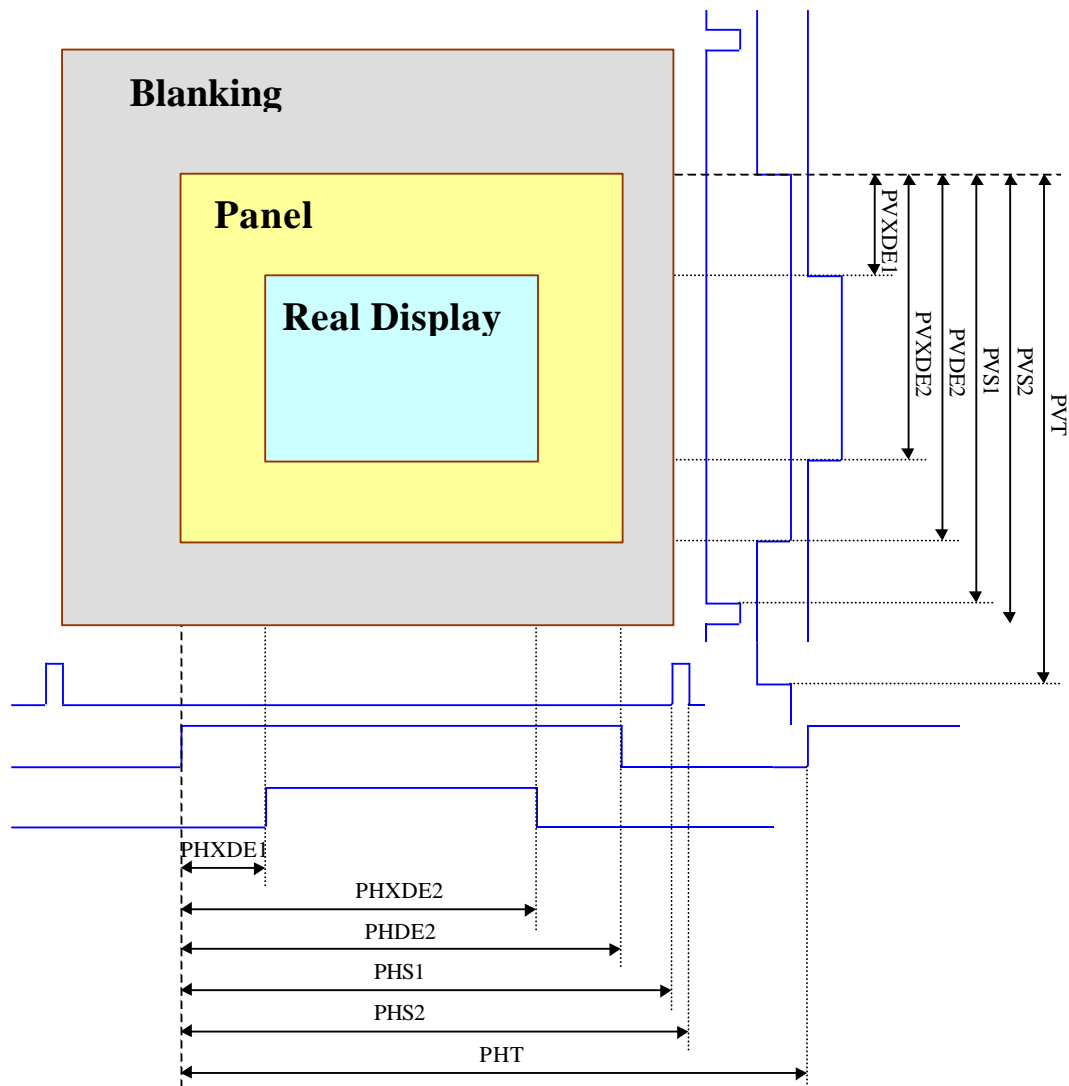 Blanking
Panel
Real Display
PVXDE1
PVXDE2
PVDE2
PVS1
PVS2
PVT
PHXDE1
PHXDE2
PHDE2
PHS1
PHS2
PHT